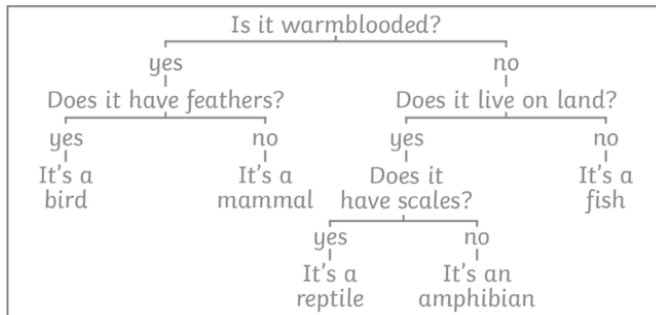 Is it warmblooded?
yes
no
Does it have feathers?
Does it live on land?
yes
no
yes
no
It's a
bird
It's a
mammal
Does it
have scales?
It's a
fish
yes
no
It's a
reptile
It's an
amphibian